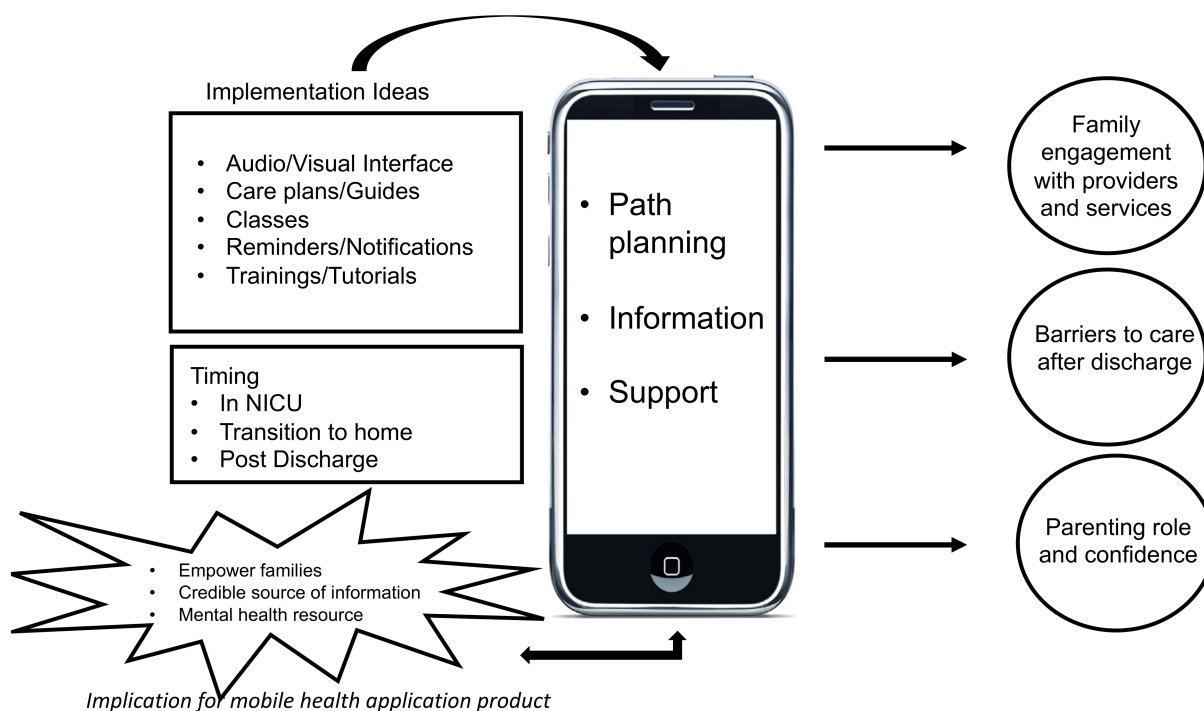 Implementation Ideas
• Audio/Visual Interface
• Care plans/Guides
• Classes
• Reminders/Notifications
• Trainings/Tutorials
Timing
• In NICU
• Transition to home
• Post Discharge
• Empower families
• Credible source of information
• Mental health resource
Implication for mobile health application product
• Path
planning
• Information
• Support
Family
engagement
with providers
and services
Barriers to care
after discharge
Parenting role
and confidence